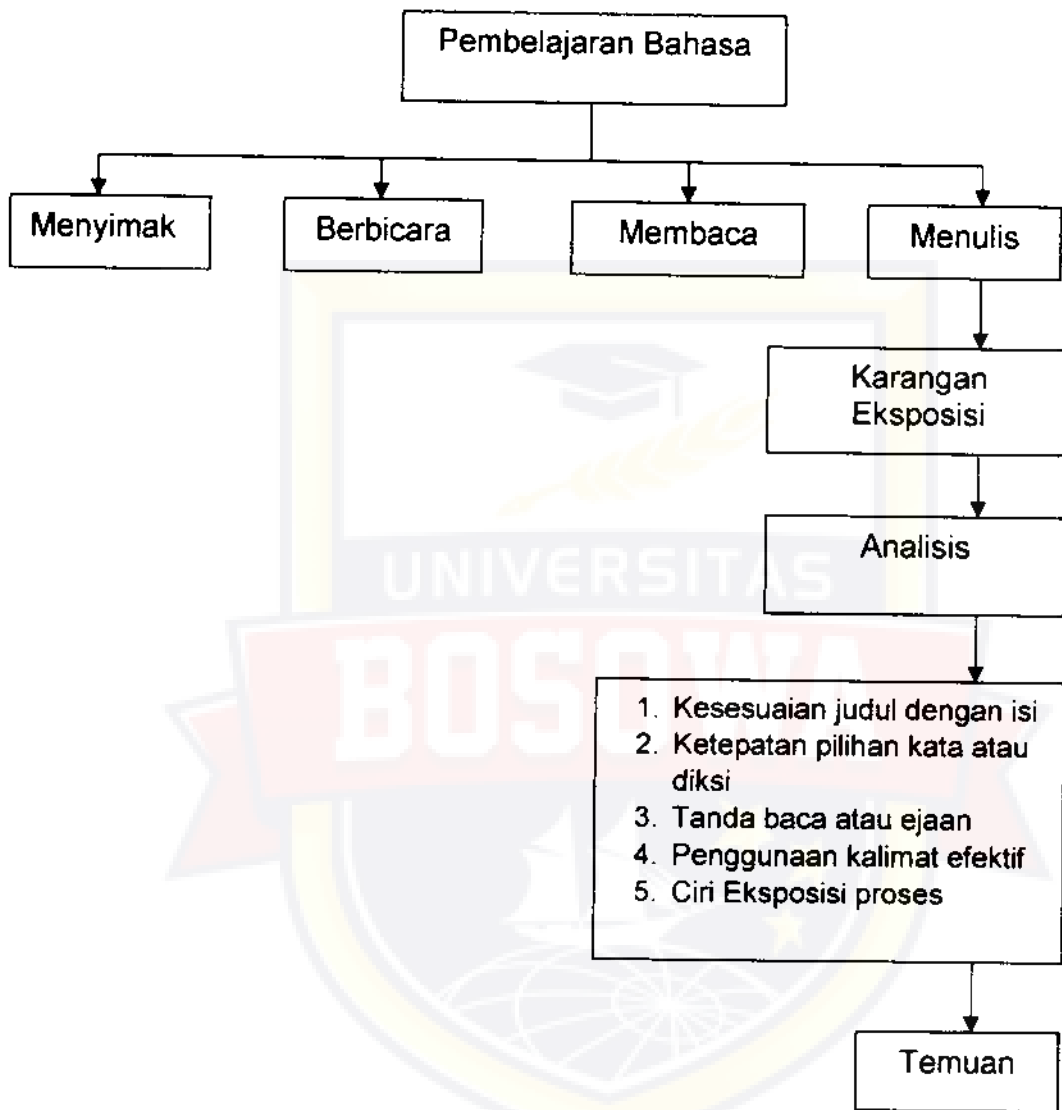 Pembelajaran Bahasa
Menyimak
Berbicara
Membaca
Menulis
Karangan
Eksposisi
Analisis
UNIVERSITAS
BOSOWA
1. Kesesuaian judul dengan isi
2. Ketepatan pilihan kata atau
diksi
3. Tanda baca atau ejaan
4. Penggunaan kalimat efektif
5. Ciri Eksposisi proses
Temuan